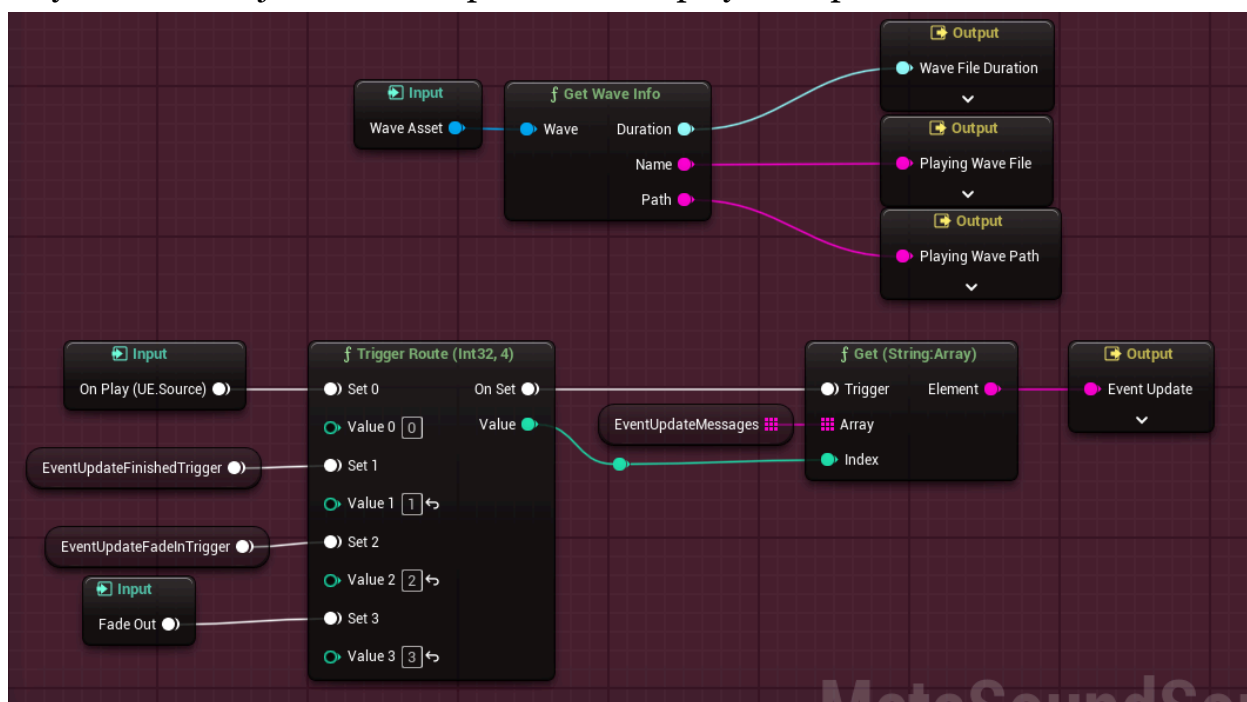 Output
Wave File Duration
Input
f Get Wave Info
Wave Asset
Wave
Duration
Output
Name
Playing Wave File
Path
Output
Playing Wave Path
Input
f Trigger Route (Int32, 4)
f Get (String:Array)
Output
On Play (UE.Source)
Set 0
On Set
Trigger
Element
Event Update
Value 0 0
Value
EventUpdateMessages
Array
EventUpdateFinishedTrigger
Set 1
Index
Value 1 1
EventUpdateFadeInTrigger
Set 2
Input
Value 2 2
Fade Out
Set 3
Value 3 3